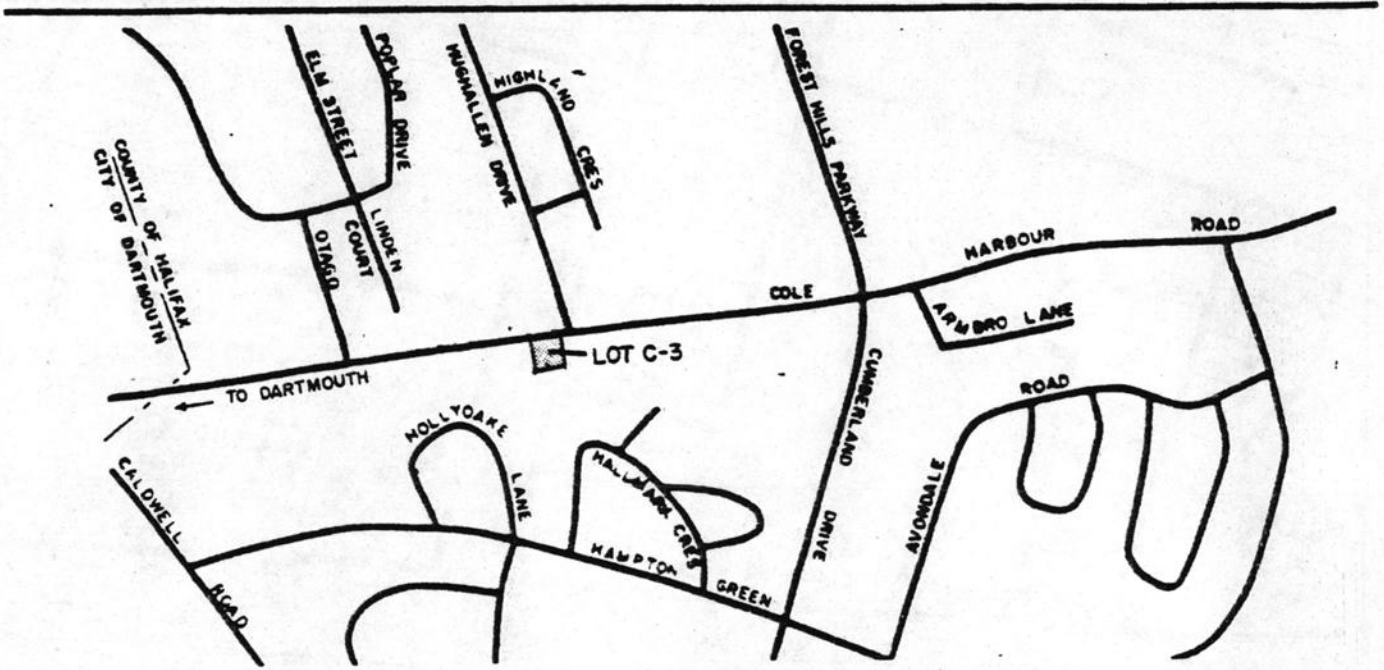 ELM STREET
POPLAR DRIVE
HUGHALLEN DRIVE
HIGHLAND CRES
FOREST HILLS PARKWAY
COUNTY OF HALIFAX
CITY OF DARTMOUTH
OTAGO
LINDEN COURT
COLE HARBOUR ROAD
ARMBRO LANE
LOT C-3
TO DARTMOUTH
CUMBERLAND DRIVE
ROAD
AVONDALE
HOLLYOAKE LANE
HALLMARK CRES
HAMPTON GREEN
CALDWELL ROAD